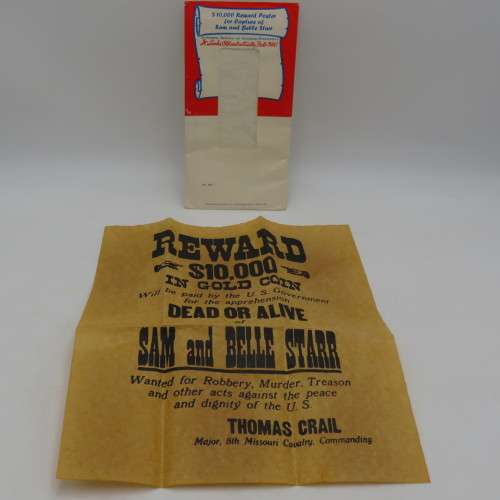 $10,000 Reward Poster
for Capture of
Sam and Belle Starr
REWARD
$10,000
IN GOLD COIN
Will be paid by the U.S. Government
for the apprehension
DEAD OR ALIVE
of
SAM and BELLE STARR
Wanted for Robbery, Murder, Treason
and other acts against the peace
and dignity of the U.S.
THOMAS CRAIL
Major, 8th Missouri Cavalry, Commanding